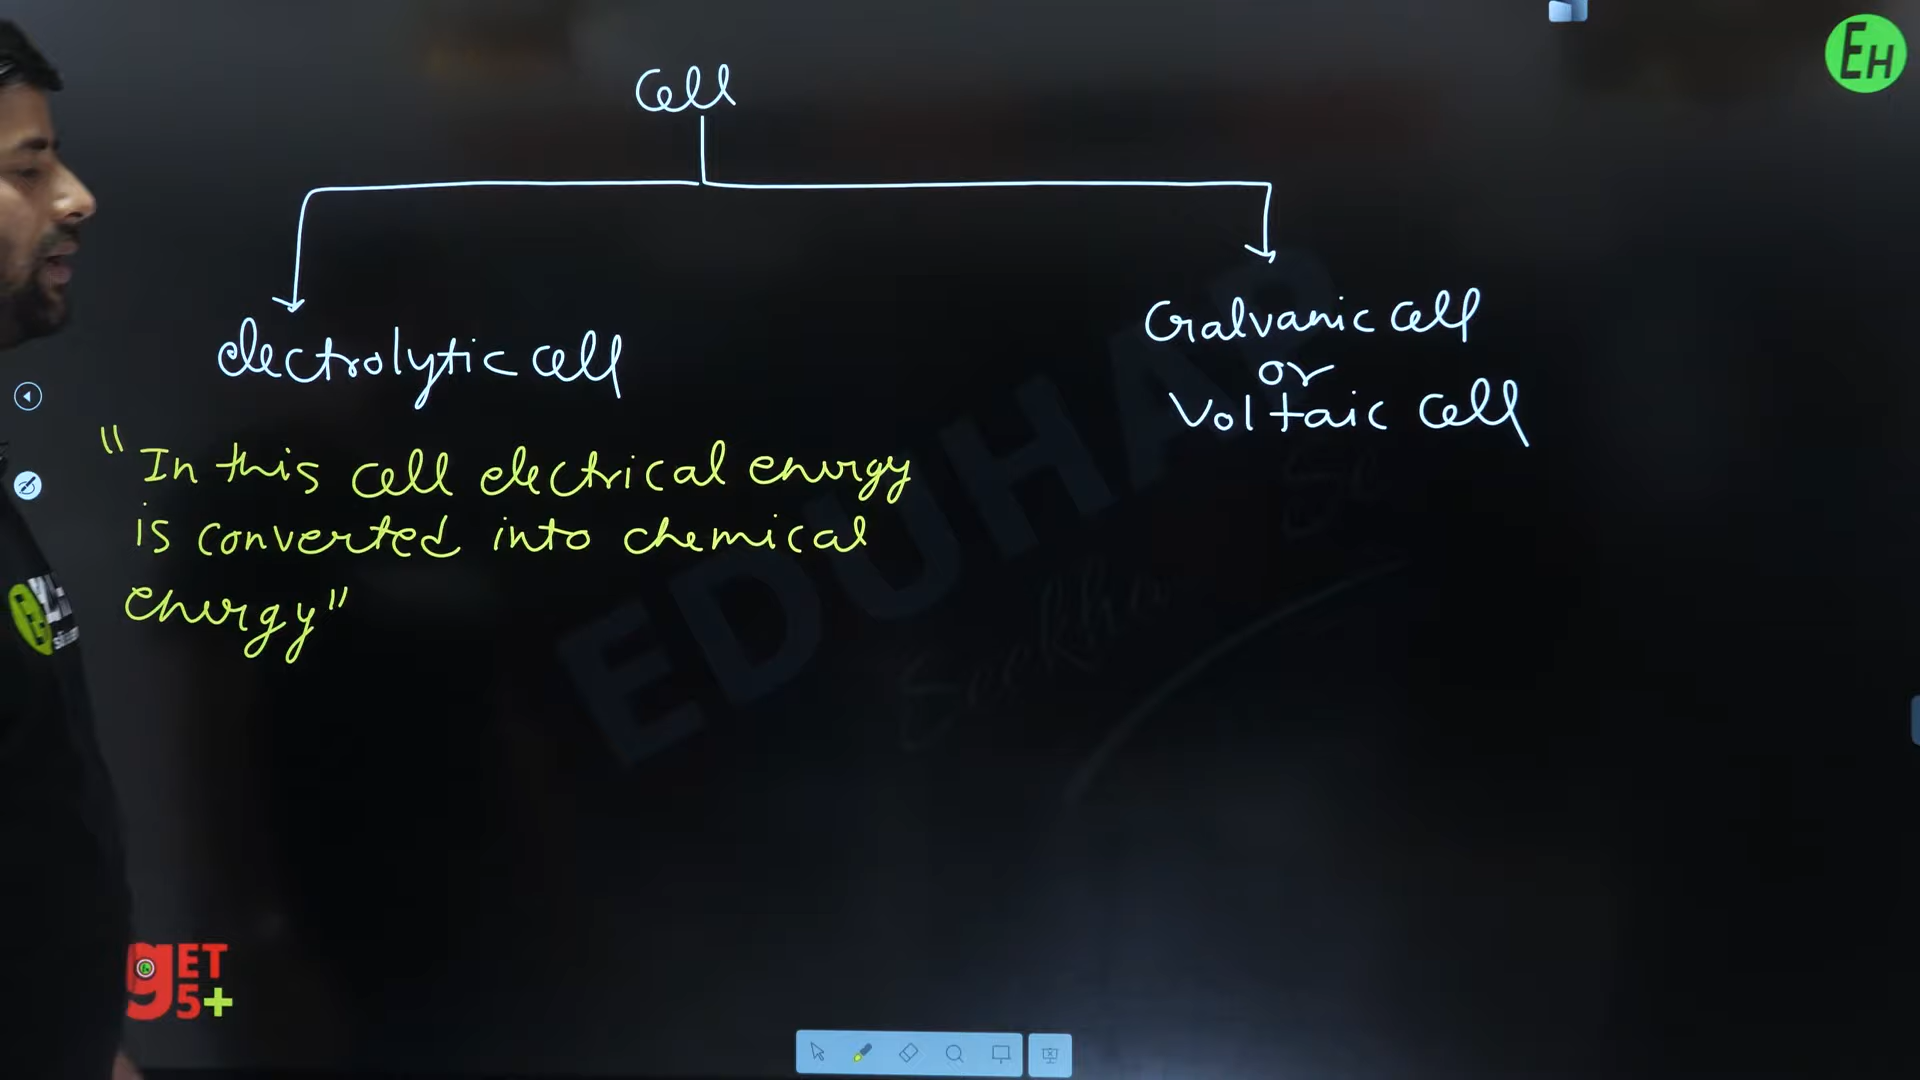 Cell
Electrolytic cell
Galvanic cell
or
Voltaic cell
"In this cell electrical energy
is converted into chemical
energy"
EDUHAP
EH
gET
5+